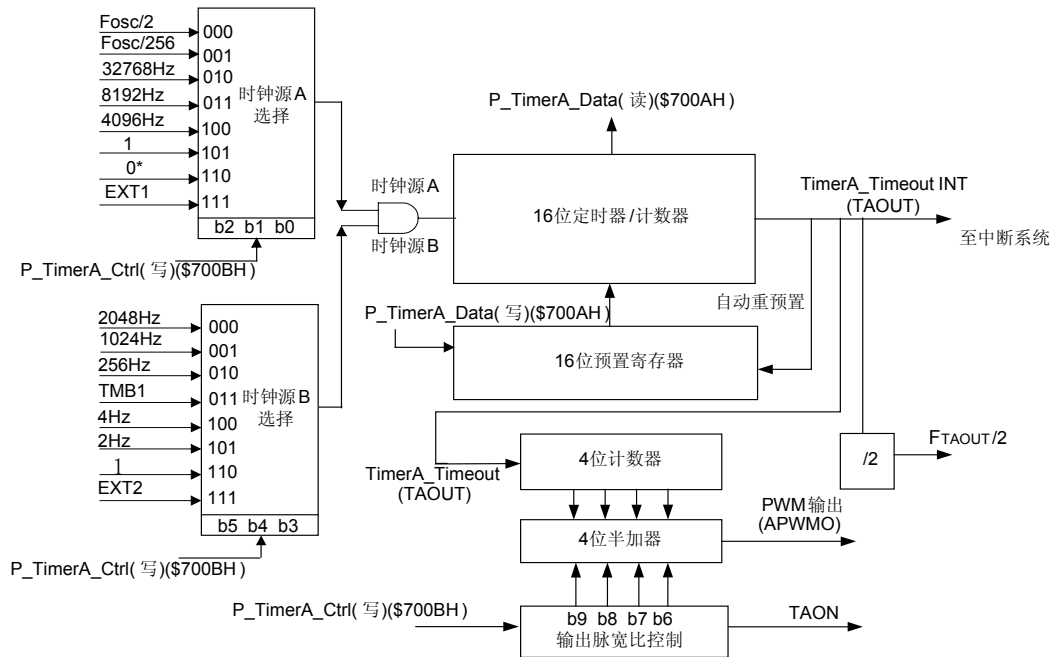 Fosc/2
000
Fosc/256
001
32768Hz
010
8192Hz
011
4096Hz
100
1
101
0*
110
EXT1
111
时钟源A
选择
b2 b1 b0
P_TimerA_Ctrl( 写)($700BH)
2048Hz
000
1024Hz
001
256Hz
010
TMB1
011
4Hz
100
2Hz
101
1
110
EXT2
111
时钟源B
选择
b5 b4 b3
P_TimerA_Ctrl( 写)($700BH)
时钟源A
时钟源B
P_TimerA_Data( 读)($700AH)
16位定时器/计数器
TimerA_Timeout INT
(TAOUT)
至中断系统
自动重预置
P_TimerA_Data( 写)($700AH)
16位预置寄存器
TimerA_Timeout
(TAOUT)
4位计数器
/2
FTAOUT/2
4位半加器
PWM 输出
(APWMO)
P_TimerA_Ctrl( 写)($700BH)
b9 b8 b7 b6
输出脉宽比控制
TAON